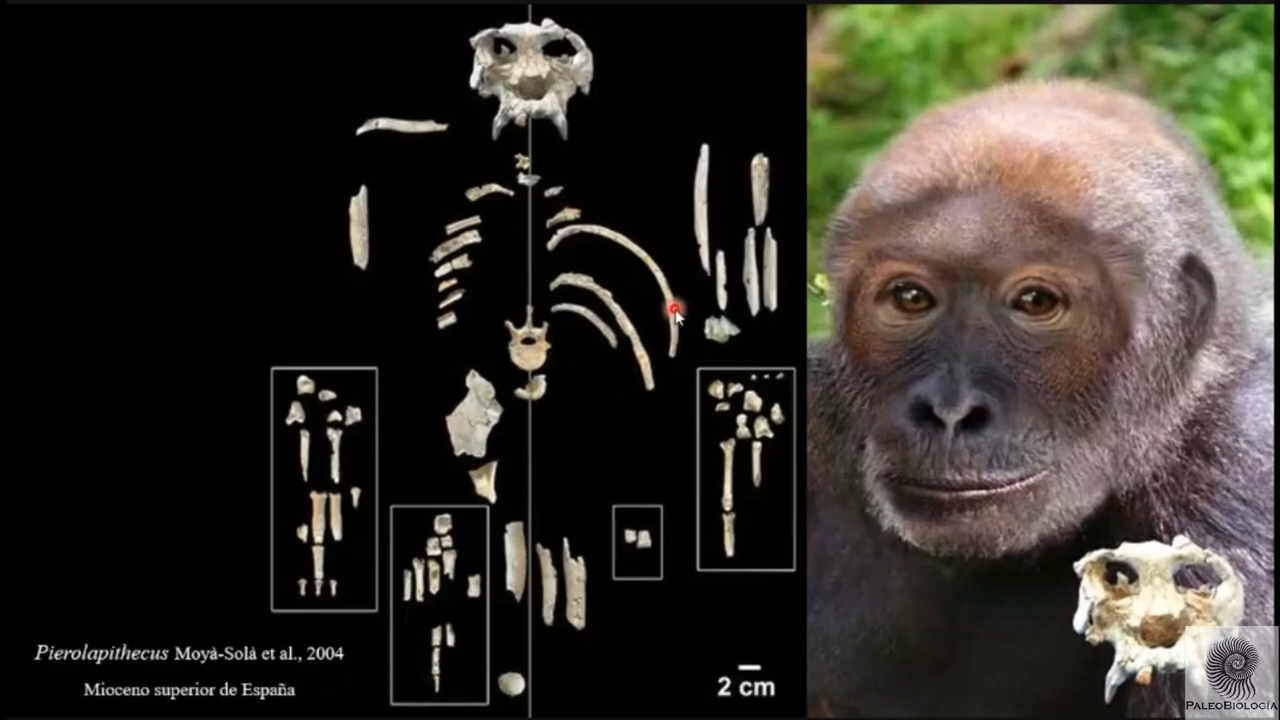 Pierolapithecus Moyà-Solà et al., 2004
Mioceno superior de España
2 cm
PALEOBIOLOGÍA